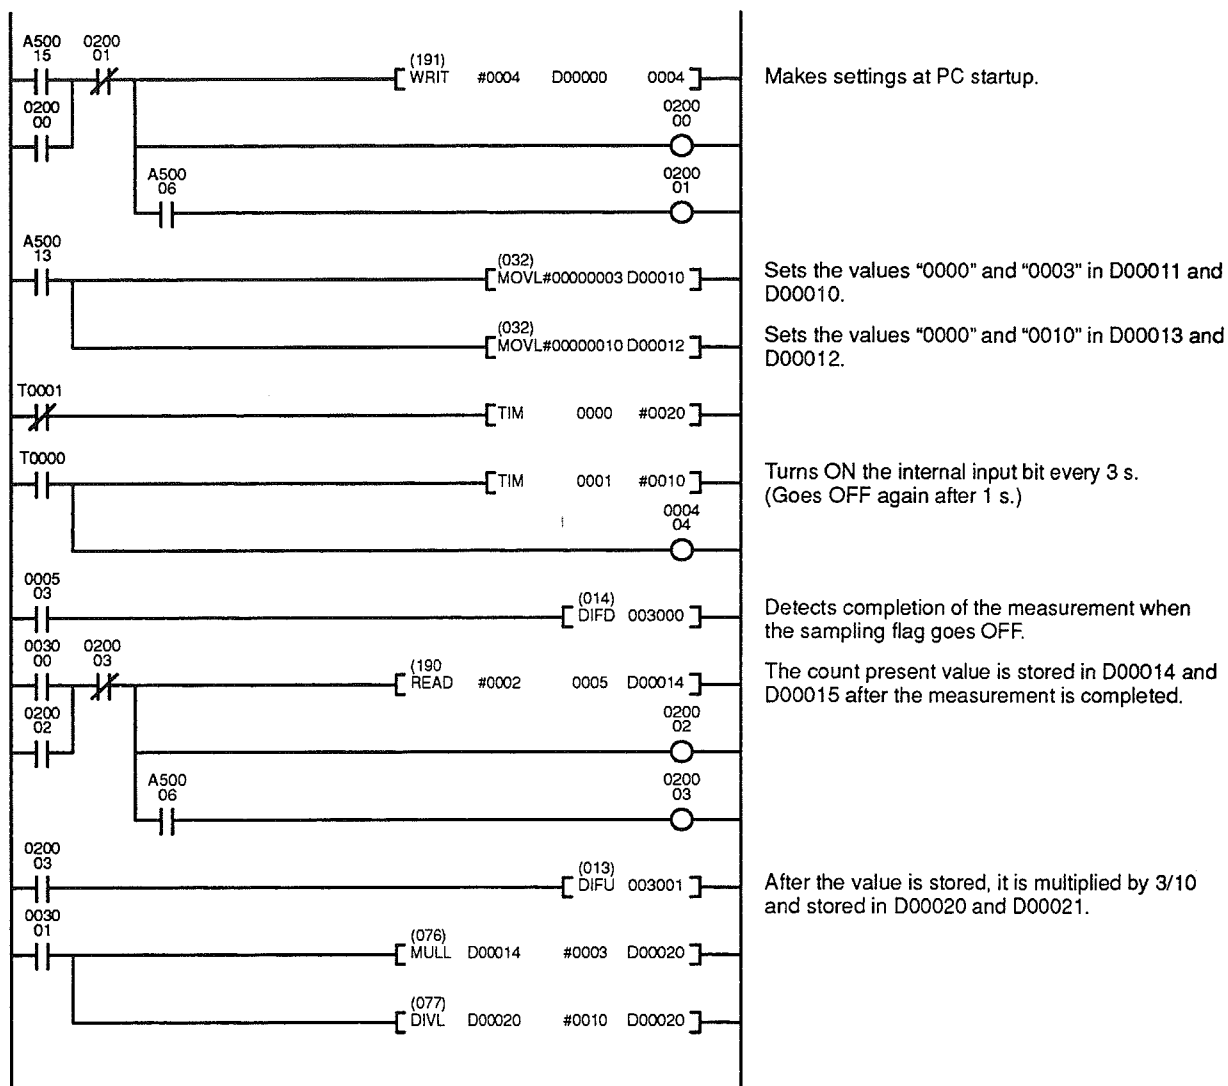 A500
15
0200
01
(191)
WRIT #0004 D00000 0004
Makes settings at PC startup.
0200
00
0200
00
A500
06
0200
01
A500
13
(032)
MOVL#00000003 D00010
Sets the values “0000” and “0003” in D00011 and
D00010.
(032)
MOVL#00000010 D00012
Sets the values “0000” and “0010” in D00013 and
D00012.
T0001
TIM 0000 #0020
T0000
TIM 0001 #0010
Turns ON the internal input bit every 3 s.
(Goes OFF again after 1 s.)
0004
04
0005
03
(014)
DIFD 003000
Detects completion of the measurement when
the sampling flag goes OFF.
0030
00
0200
03
(190
READ #0002 0005 D00014
The count present value is stored in D00014 and
D00015 after the measurement is completed.
0200
02
0200
02
A500
06
0200
03
0200
03
(013)
DIFU 003001
After the value is stored, it is multiplied by 3/10
and stored in D00020 and D00021.
0030
01
(076)
MULL D00014 #0003 D00020
(077)
DIVL D00020 #0010 D00020